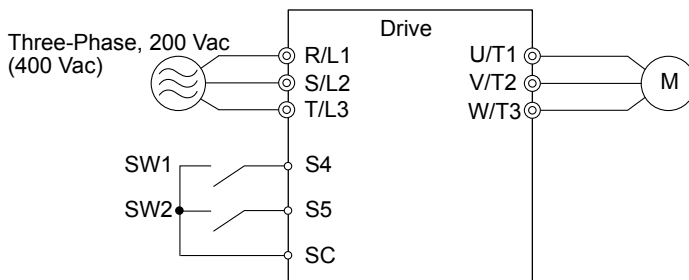 Drive
Three-Phase, 200 Vac
(400 Vac)
R/L1
S/L2
T/L3
U/T1
V/T2
W/T3
M
SW1
S4
SW2
S5
SC